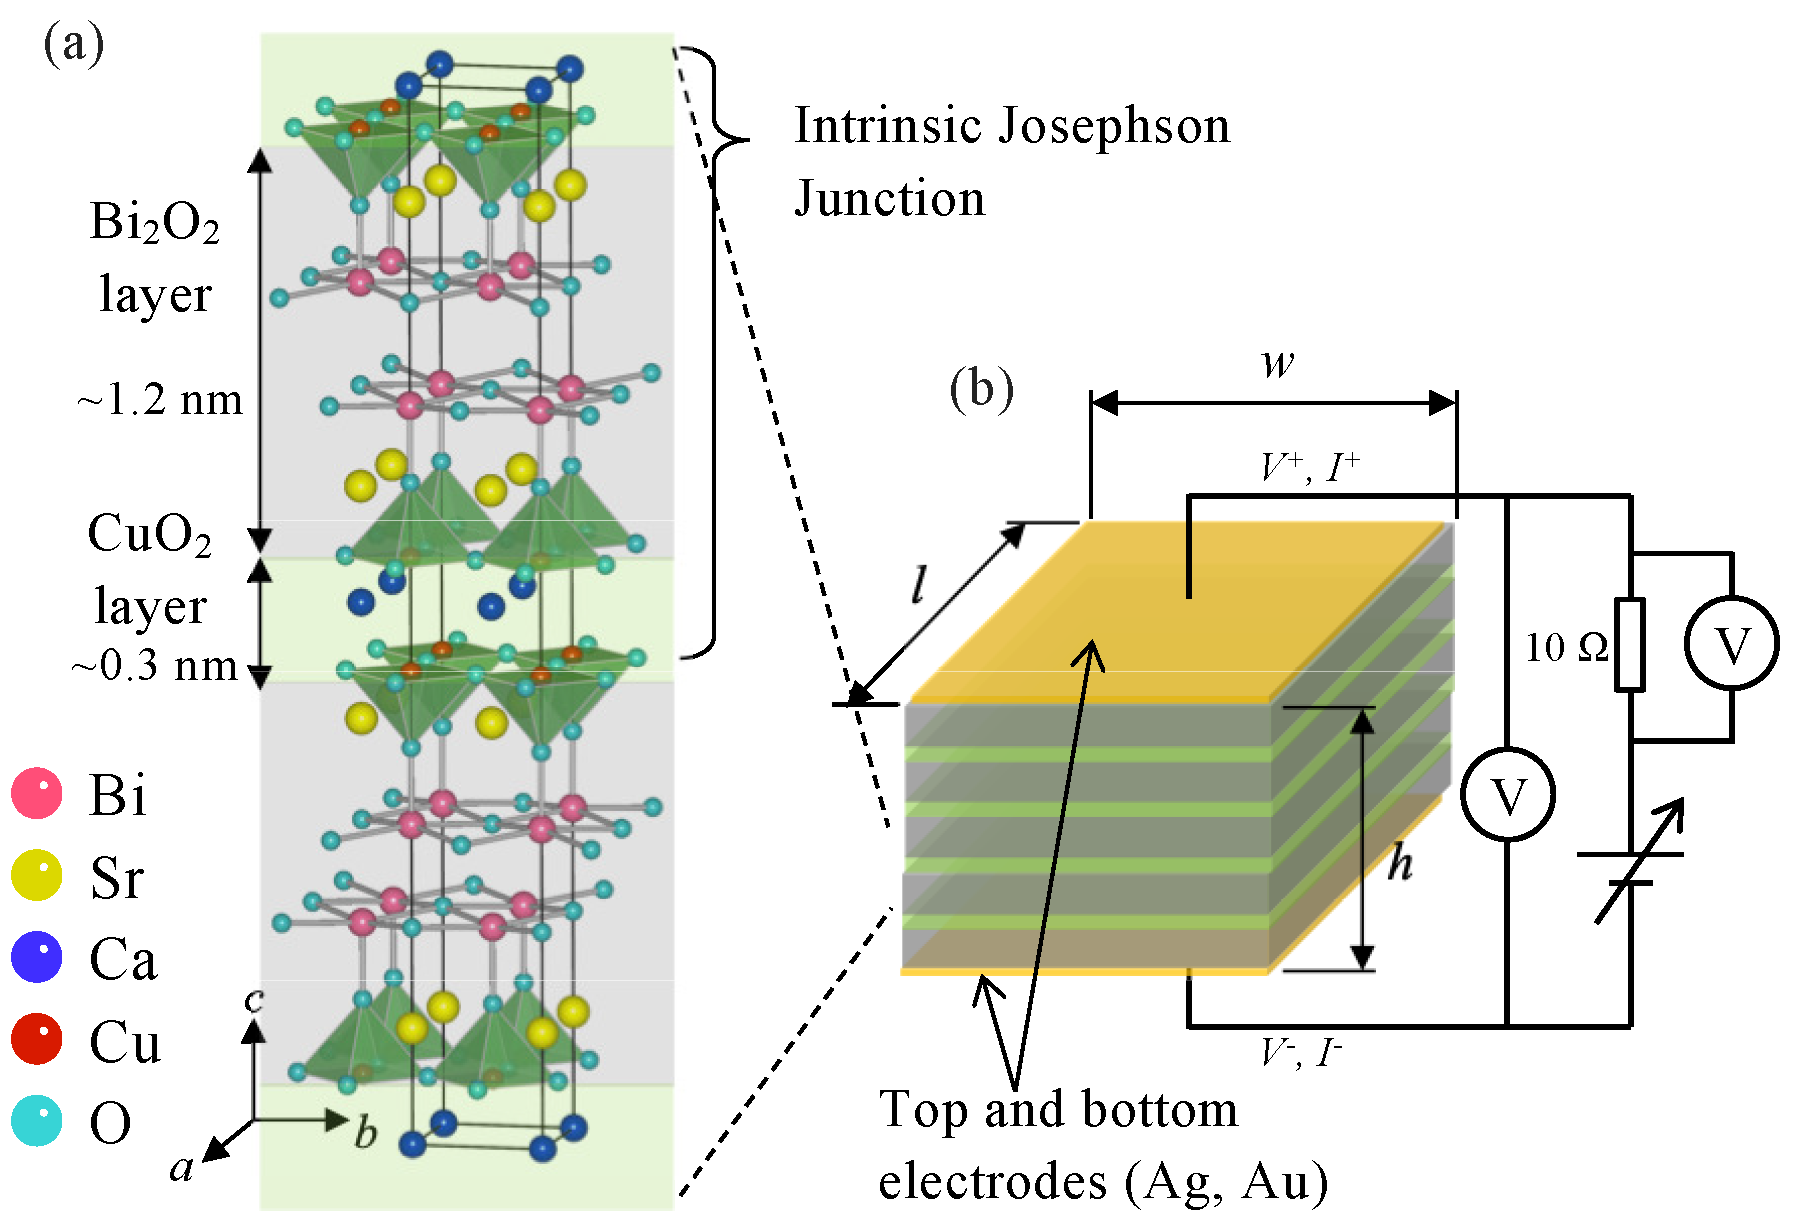 (a)
Intrinsic Josephson
Junction
Bi₂O₂
layer
~1.2 nm
CuO₂
layer
~0.3 nm
Bi
Sr
Ca
Cu
O
c
b
a
(b)
w
V⁺, I⁺
l
10 Ω
V
V
h
V⁻, I⁻
Top and bottom
electrodes (Ag, Au)